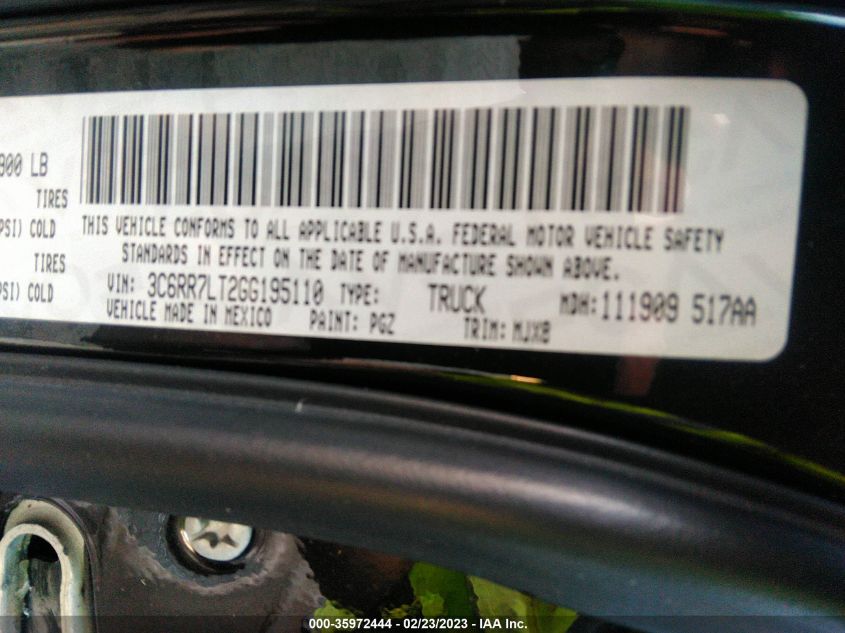 900 LB
TIRES
PSI) COLD
TIRES
PSI) COLD
THIS VEHICLE CONFORMS TO ALL APPLICABLE U.S.A. FEDERAL MOTOR VEHICLE SAFETY
STANDARDS IN EFFECT ON THE DATE OF MANUFACTURE SHOWN ABOVE.
VIN: 3C6RR7LT2GG195110 TYPE: TRUCK MDH: 111909 517AA
VEHICLE MADE IN MEXICO PAINT: PGZ TRIM: MJX8
000-35972444 - 02/23/2023 - IAA Inc.